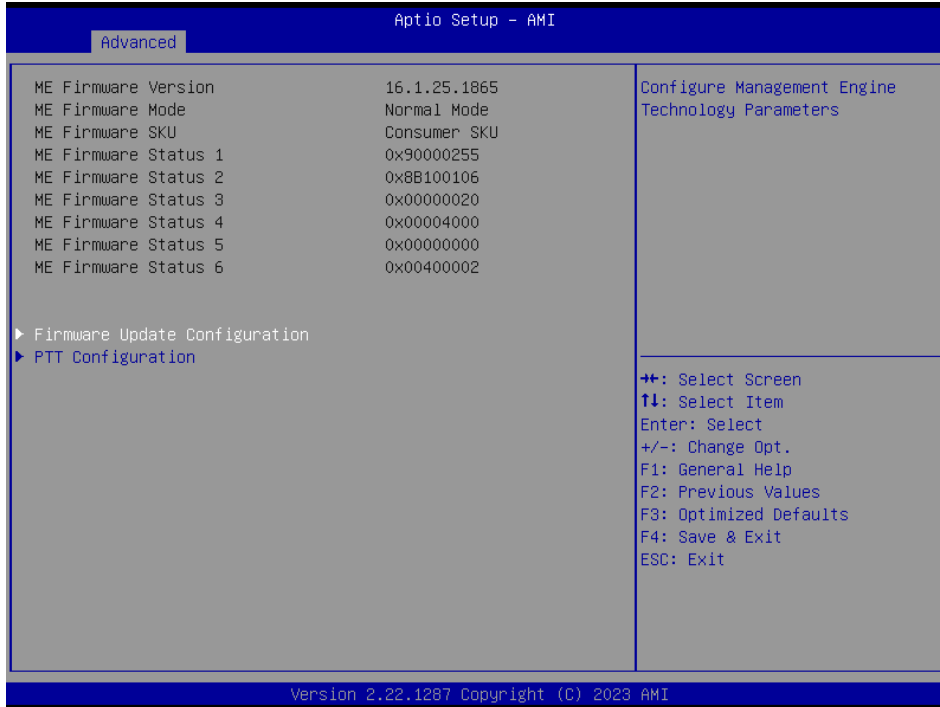 Aptio Setup - AMI
Advanced
ME Firmware Version 16.1.25.1865
ME Firmware Mode Normal Mode
ME Firmware SKU Consumer SKU
ME Firmware Status 1 0x90000255
ME Firmware Status 2 0x8B100106
ME Firmware Status 3 0x00000020
ME Firmware Status 4 0x00004000
ME Firmware Status 5 0x00000000
ME Firmware Status 6 0x00400002
▶ Firmware Update Configuration
▶ PTT Configuration
Configure Management Engine
Technology Parameters
→←: Select Screen
↑↓: Select Item
Enter: Select
+/-: Change Opt.
F1: General Help
F2: Previous Values
F3: Optimized Defaults
F4: Save & Exit
ESC: Exit
Version 2.22.1287 Copyright (C) 2023 AMI